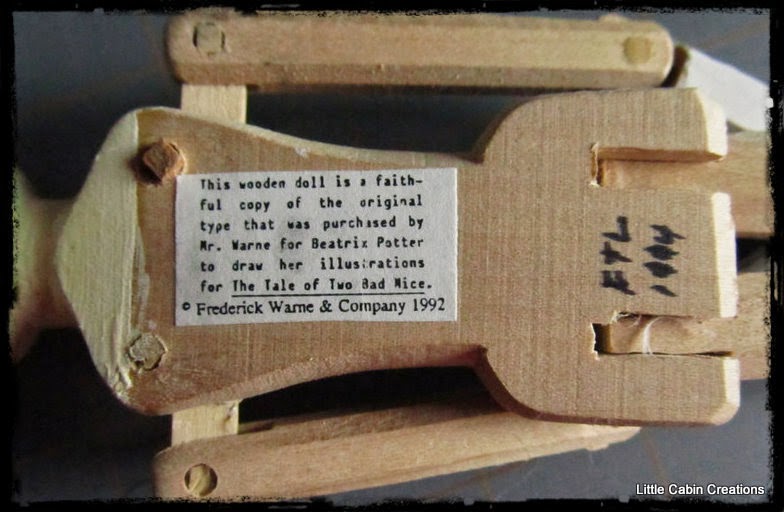 This wooden doll is a faith-
ful copy of the original
type that was purchased by
Mr. Warne for Beatrix Potter
to draw her illustrations
for The Tale of Two Bad Mice.
© Frederick Warne & Company 1992
ETL
1994
Little Cabin Creations